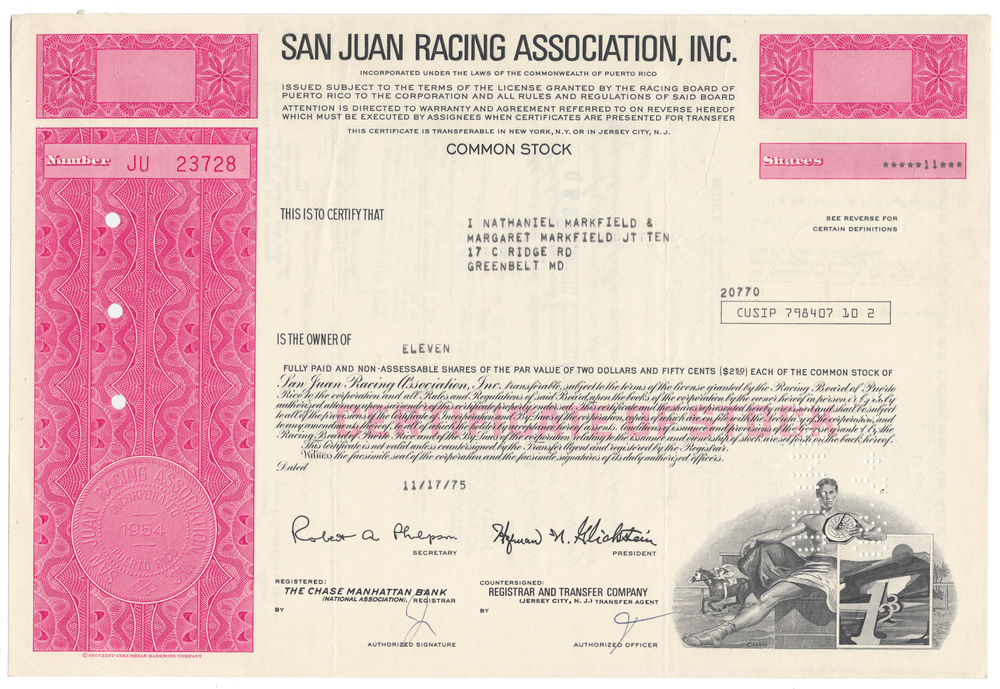 SAN JUAN RACING ASSOCIATION, INC.
INCORPORATED UNDER THE LAWS OF THE COMMONWEALTH OF PUERTO RICO
ISSUED SUBJECT TO THE TERMS OF THE LICENSE GRANTED BY THE RACING BOARD OF
PUERTO RICO TO THE CORPORATION AND ALL RULES AND REGULATIONS OF SAID BOARD
ATTENTION IS DIRECTED TO WARRANTY AND AGREEMENT REFERRED TO ON REVERSE HEREOF
WHICH MUST BE EXECUTED BY ASSIGNEES WHEN CERTIFICATES ARE PRESENTED FOR TRANSFER
THIS CERTIFICATE IS TRANSFERABLE IN NEW YORK, N.Y. OR IN JERSEY CITY, N. J.
COMMON STOCK
Number JU 23728
Shares *****11***
THIS IS TO CERTIFY THAT
I NATHANIEL MARKFIELD &
MARGARET MARKFIELD JT TEN
17 C RIDGE RD
GREENBELT MD
SEE REVERSE FOR
CERTAIN DEFINITIONS
20770
CUSIP 798407 10 2
IS THE OWNER OF
ELEVEN
FULLY PAID AND NON-ASSESSABLE SHARES OF THE PAR VALUE OF TWO DOLLARS AND FIFTY CENTS ($2.50) EACH OF THE COMMON STOCK OF
San Juan Racing Association, Inc. transferable, subject to the terms of the license granted by the Racing Board of Puerto
Rico to the corporation and all Rules and Regulations of said Board, upon the books of the corporation by the owner hereof in person or by duly
authorized attorney upon surrender of this certificate properly endorsed. This certificate and the shares represented hereby are issued and shall be subject
to all of the provisions of the Certificate of Incorporation and By-Laws of the corporation, copies of which are on file with the Secretary of the corporation, and
to any amendments thereof, to all of which the holder by acceptance hereof assents. Conditions of issuance and provisions of the license granted by the
Racing Board of Puerto Rico and of the By-Laws of the corporation relating to the issuance and ownership of stock are set forth on the back hereof.
This Certificate is not valid unless countersigned by the Transfer Agent and registered by the Registrar.
Witness the facsimile seal of the corporation and the facsimile signatures of its duly authorized officers.
Dated
11/17/75
SAN JUAN RACING ASSOCIATION, INC.
INCORPORATED
1954
PUERTO RICO
SECRETARY
Hyman N. Glickstein
PRESIDENT
REGISTERED:
THE CHASE MANHATTAN BANK
(NATIONAL ASSOCIATION), REGISTRAR
BY
AUTHORIZED SIGNATURE
COUNTERSIGNED:
REGISTRAR AND TRANSFER COMPANY
(JERSEY CITY, N. J.) TRANSFER AGENT
BY
AUTHORIZED OFFICER
1
3
© SECURITY-COLUMBIAN BANKNOTE COMPANY